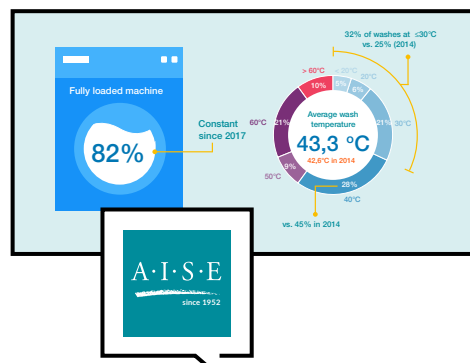 32% of washes at ≤30°C
vs. 25% (2014)
Fully loaded machine
82%
Constant
since 2017
> 60°C
10%
≤ 20°C
5%
20°C
6%
60°C
21%
21%
30°C
Average wash
temperature
43,3 °C
42,6°C in 2014
50°C
9%
28%
40°C
vs. 45% in 2014
A·I·S·E
since 1952